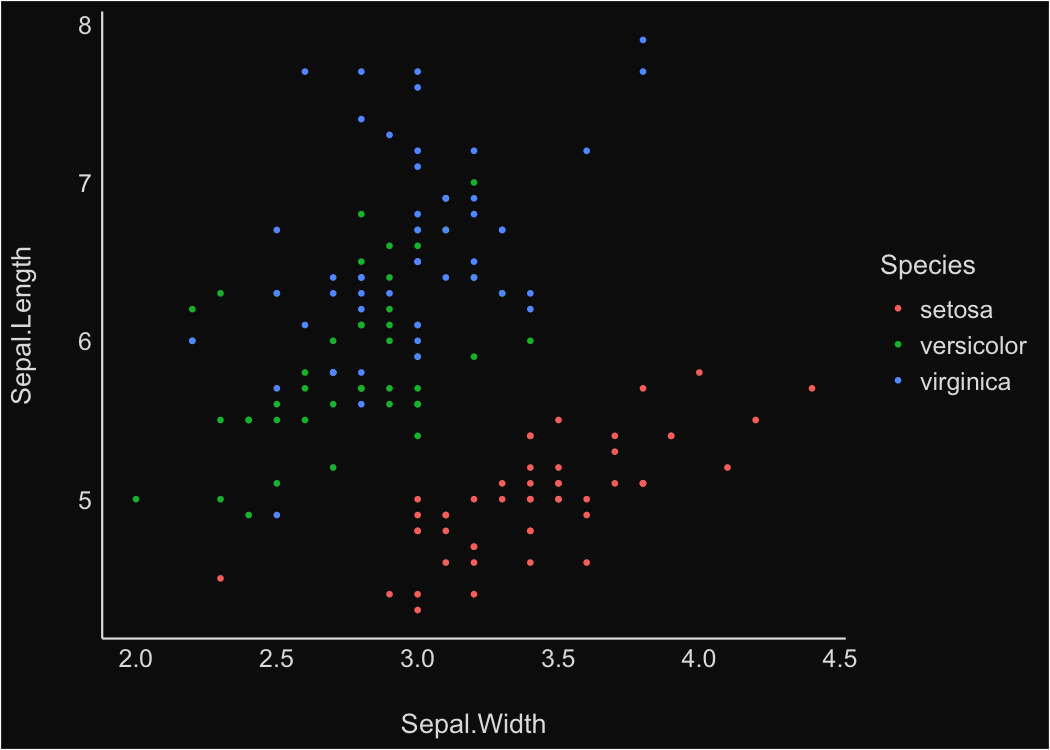 8
7
6
5
Sepal.Length
2.0 2.5 3.0 3.5 4.0 4.5
Sepal.Width
Species
setosa
versicolor
virginica